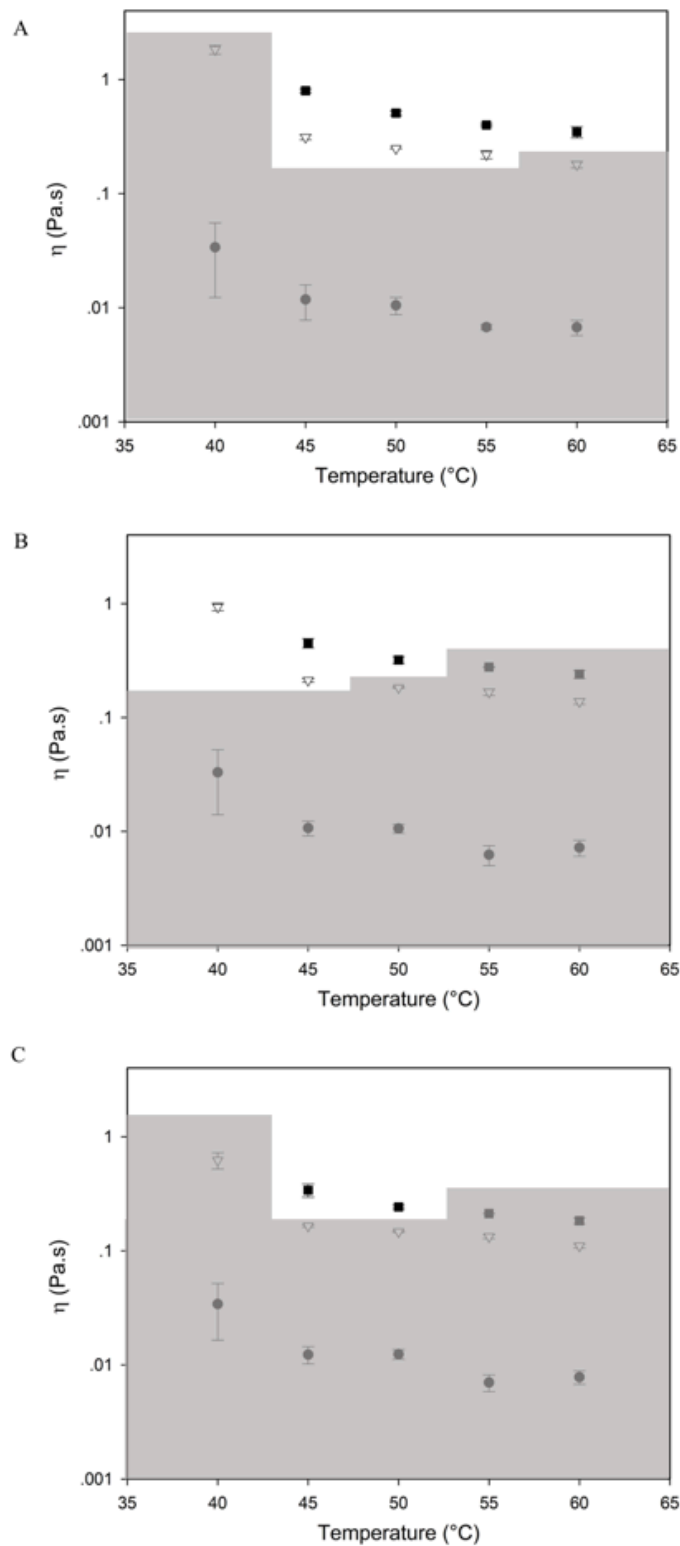 A
1
.1
.01
.001
η (Pa.s)
35 40 45 50 55 60 65
Temperature (°C)
B
1
.1
.01
.001
η (Pa.s)
35 40 45 50 55 60 65
Temperature (°C)
C
1
.1
.01
.001
η (Pa.s)
35 40 45 50 55 60 65
Temperature (°C)